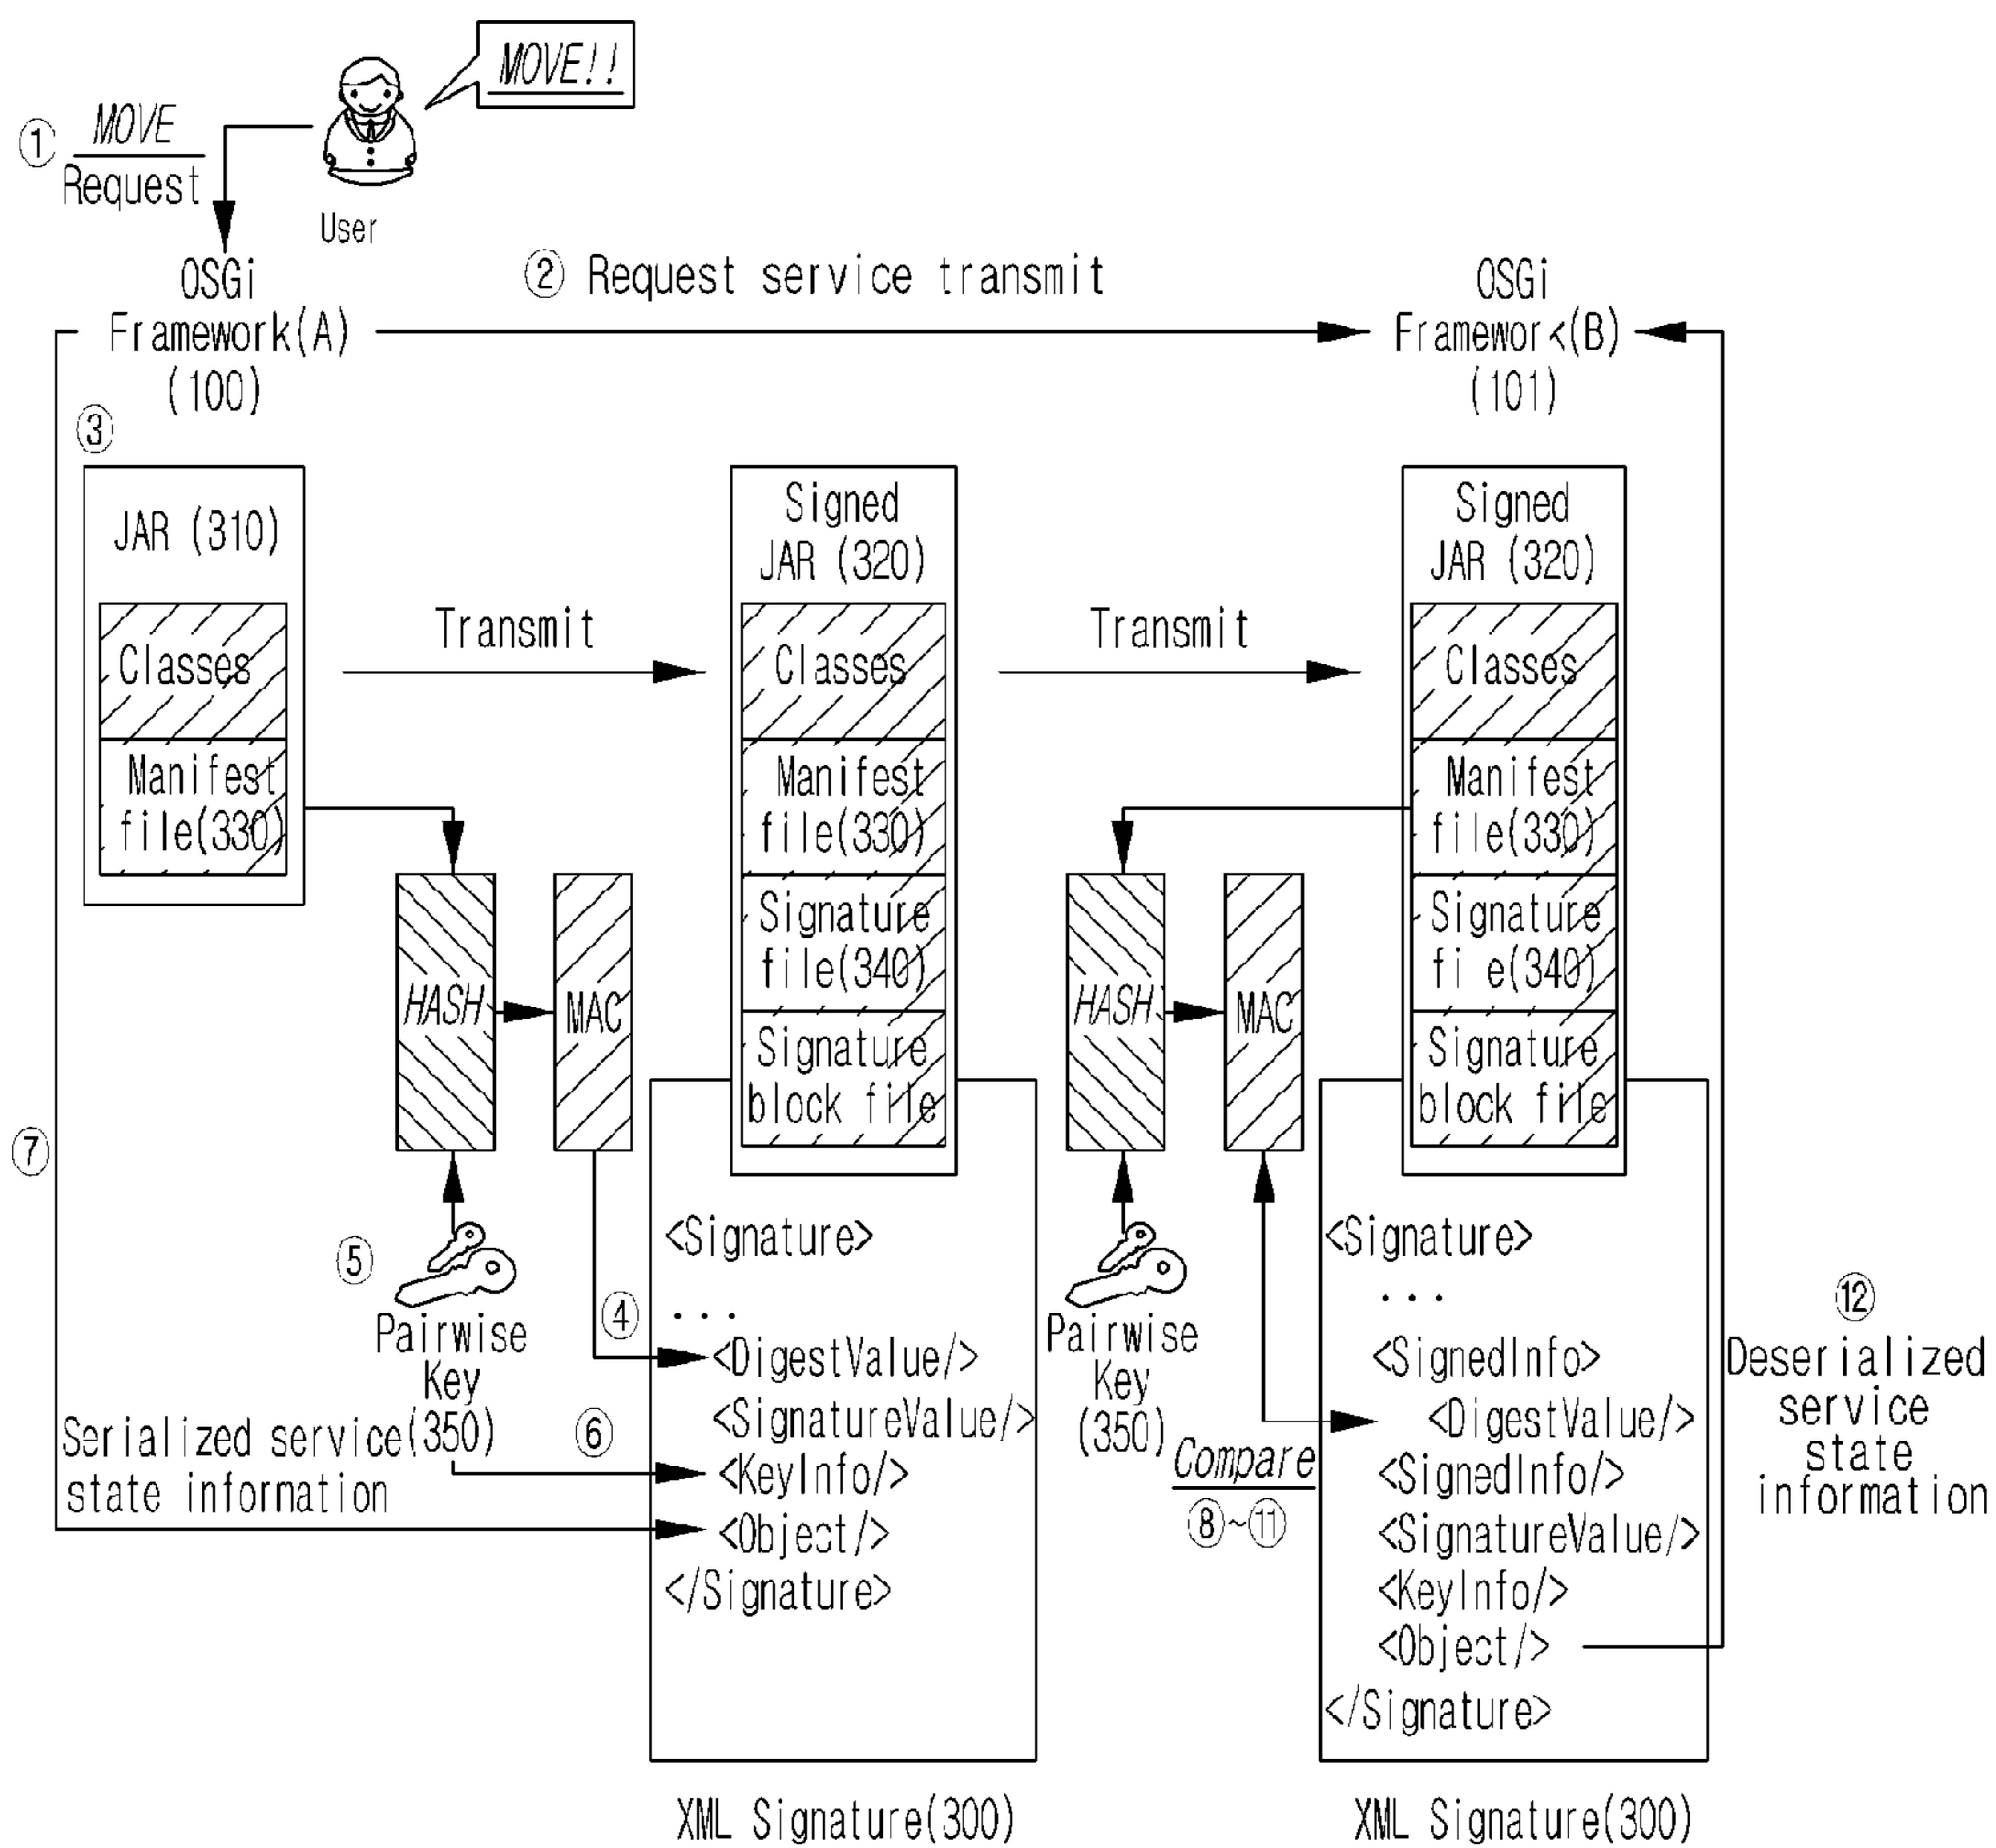 MOVE!!
① MOVE
Request
User
OSGi
Framework(A)
(100)
② Request service transmit
OSGi
Framewor<(B)
(101)
③
JAR (310)
Classes
Manifest
file(330)
Transmit
Signed
JAR (320)
Classes
Manifest
file(330)
Signature
file(340)
Signature
block file
Transmit
Signed
JAR (320)
Classes
Manifest
file(330)
Signature
fi e(340)
Signature
block file
HASH
MAC
HASH
MAC
⑦
⑤
Pairwise
Key
(350)
④
⑥
Serialized service
state information
<Signature>
...
<DigestValue/>
<SignatureValue/>
<KeyInfo/>
<Object/>
</Signature>
XML Signature(300)
Pairwise
Key
(350)
Compare
⑧~⑪
<Signature>
...
<SignedInfo>
<DigestValue/>
<SignedInfo/>
<SignatureValue/>
<KeyInfo/>
<Object/>
</Signature>
XML Signature(300)
⑫
Deserialized
service
state
information